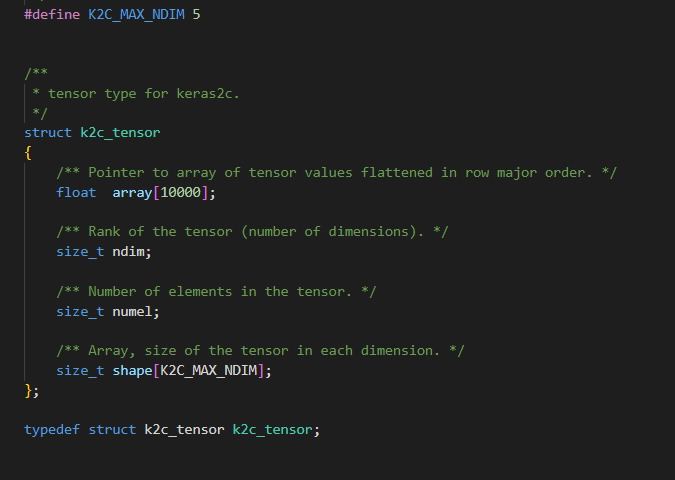 #define K2C_MAX_NDIM 5
/**
* tensor type for keras2c.
*/
struct k2c_tensor
{
/** Pointer to array of tensor values flattened in row major order. */
float  array[10000];
/** Rank of the tensor (number of dimensions). */
size_t ndim;
/** Number of elements in the tensor. */
size_t numel;
/** Array, size of the tensor in each dimension. */
size_t shape[K2C_MAX_NDIM];
};
typedef struct k2c_tensor k2c_tensor;